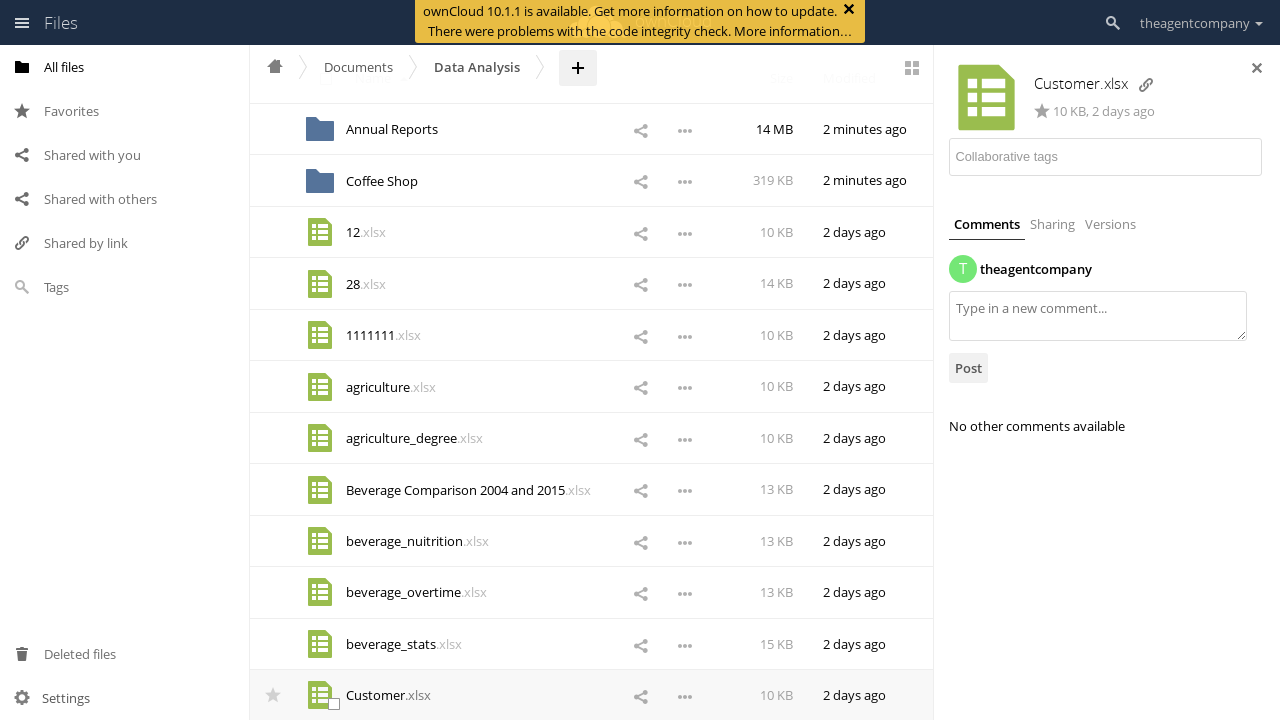 Files
ownCloud 10.1.1 is available. Get more information on how to update.
There were problems with the code integrity check. More information…
theagentcompany
All files
Favorites
Shared with you
Shared with others
Shared by link
Tags
Deleted files
Settings
Documents
Data Analysis
Annual Reports 14 MB 2 minutes ago
Coffee Shop 319 KB 2 minutes ago
12.xlsx 10 KB 2 days ago
28.xlsx 14 KB 2 days ago
1111111.xlsx 10 KB 2 days ago
agriculture.xlsx 10 KB 2 days ago
agriculture_degree.xlsx 10 KB 2 days ago
Beverage Comparison 2004 and 2015.xlsx 13 KB 2 days ago
beverage_nuitrition.xlsx 13 KB 2 days ago
beverage_overtime.xlsx 13 KB 2 days ago
beverage_stats.xlsx 15 KB 2 days ago
Customer.xlsx 10 KB 2 days ago
Customer.xlsx
10 KB, 2 days ago
Collaborative tags
Comments Sharing Versions
T theagentcompany
Type in a new comment...
Post
No other comments available